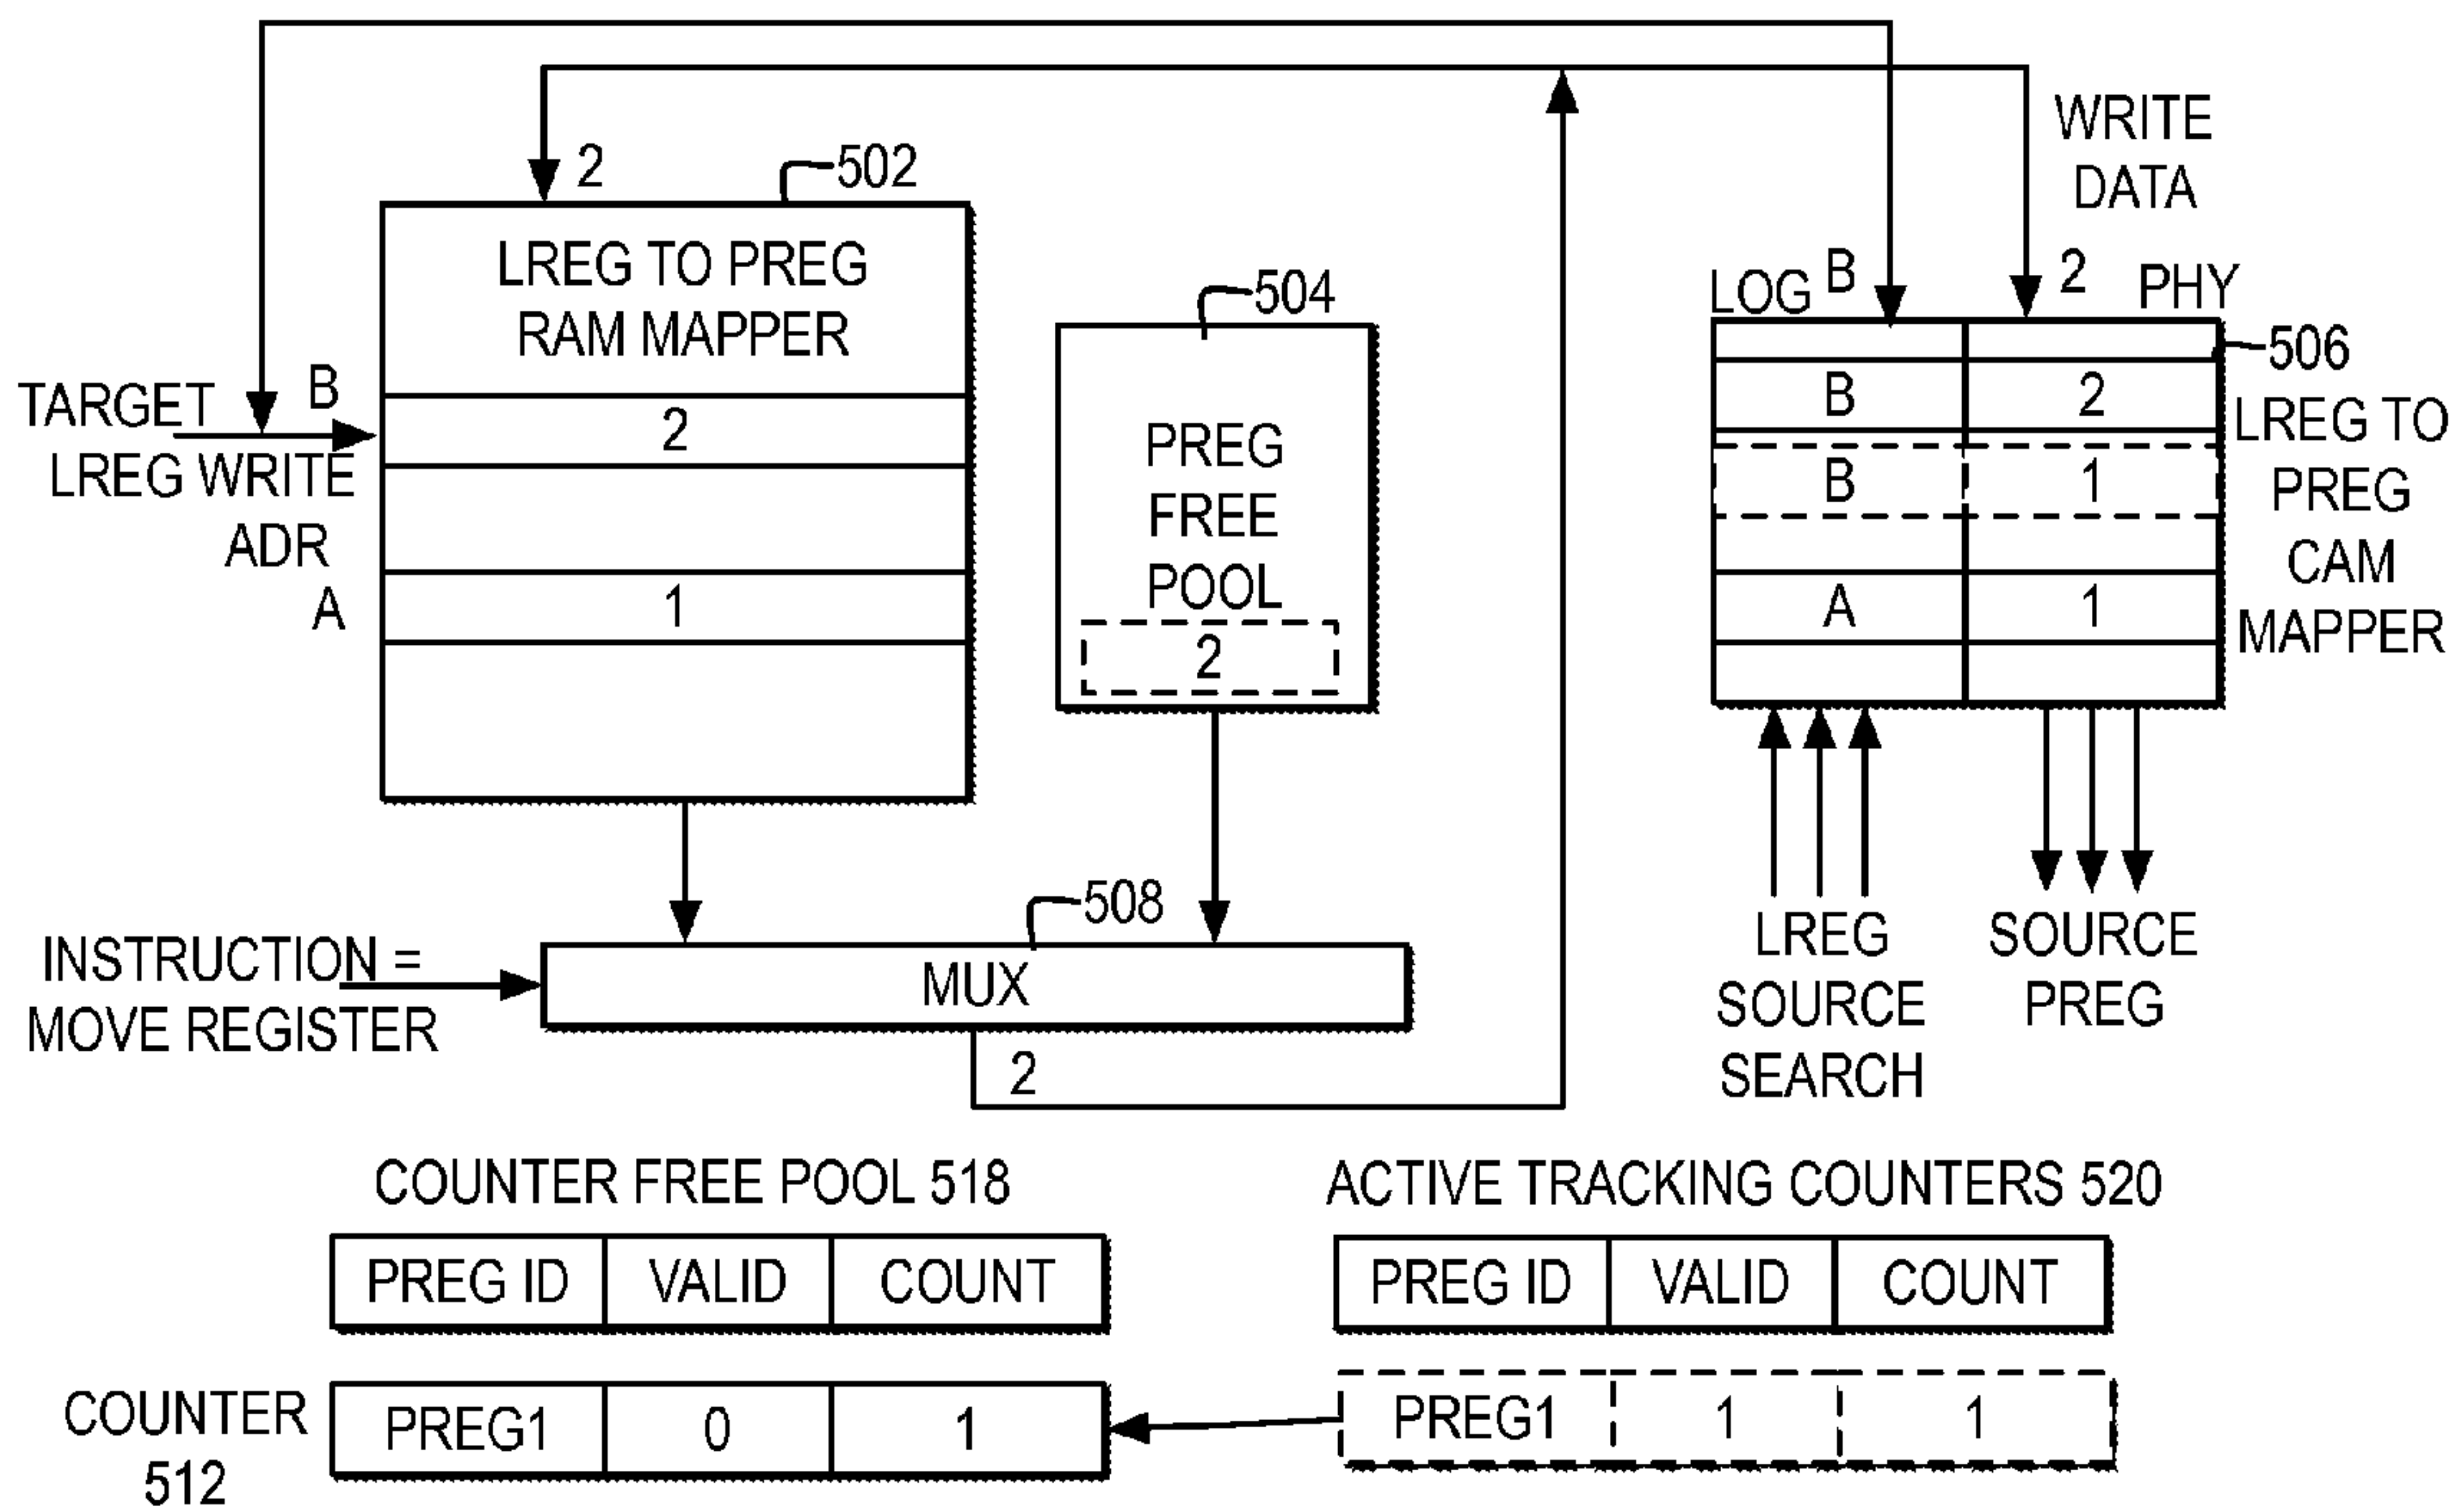 WRITE
DATA
2
502
LREG TO PREG
RAM MAPPER
504
LOG B
2 PHY
506
LREG TO
PREG
CAM
MAPPER
B
TARGET
LREG WRITE
ADR
A
2
1
PREG
FREE
POOL
2
B 2
B 1
A 1
LREG
SOURCE
SEARCH
SOURCE
PREG
508
INSTRUCTION =
MOVE REGISTER
MUX
2
COUNTER FREE POOL 518
PREG ID VALID COUNT
COUNTER
512
PREG1 0 1
ACTIVE TRACKING COUNTERS 520
PREG ID VALID COUNT
PREG1 1 1